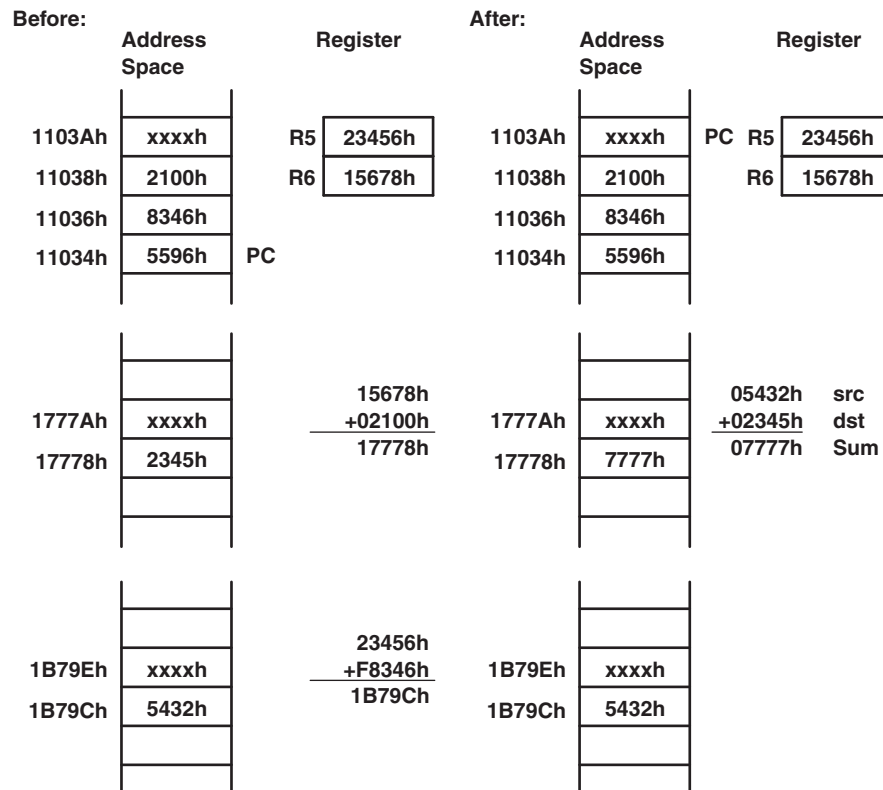 Before:
Address Space
Register
1103Ah xxxxh R5 23456h
11038h 2100h R6 15678h
11036h 8346h
11034h 5596h PC
15678h
1777Ah xxxxh +02100h
17778h 2345h 17778h
23456h
1B79Eh xxxxh +F8346h
1B79Ch 5432h 1B79Ch
After:
Address Space
Register
1103Ah xxxxh PC R5 23456h
11038h 2100h R6 15678h
11036h 8346h
11034h 5596h
05432h src
1777Ah xxxxh +02345h dst
17778h 7777h 07777h Sum
1B79Eh xxxxh
1B79Ch 5432h